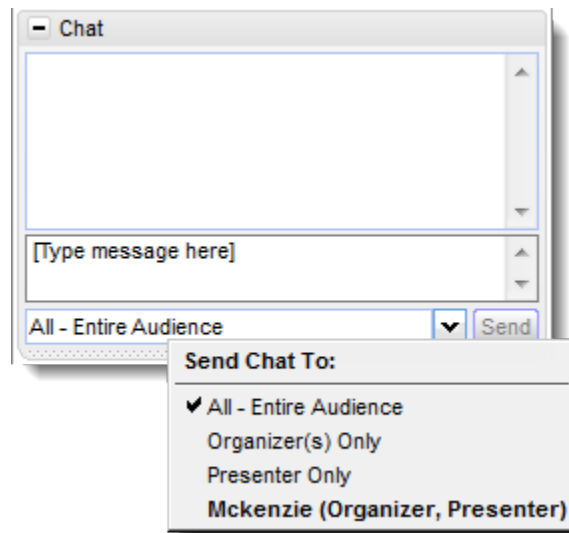 Chat
[Type message here]
All - Entire Audience
Send
Send Chat To:
All - Entire Audience
Organizer(s) Only
Presenter Only
Mckenzie (Organizer, Presenter)